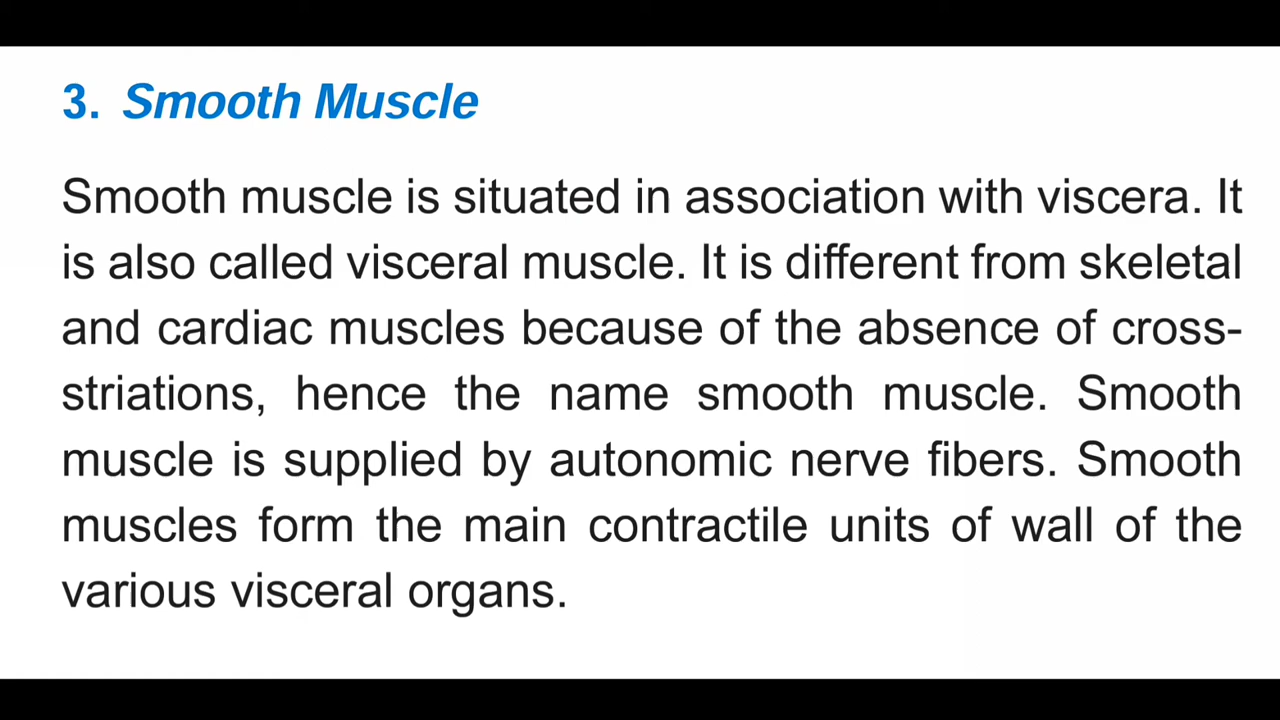 3. Smooth Muscle
Smooth muscle is situated in association with viscera. It
is also called visceral muscle. It is different from skeletal
and cardiac muscles because of the absence of cross-
striations, hence the name smooth muscle. Smooth
muscle is supplied by autonomic nerve fibers. Smooth
muscles form the main contractile units of wall of the
various visceral organs.